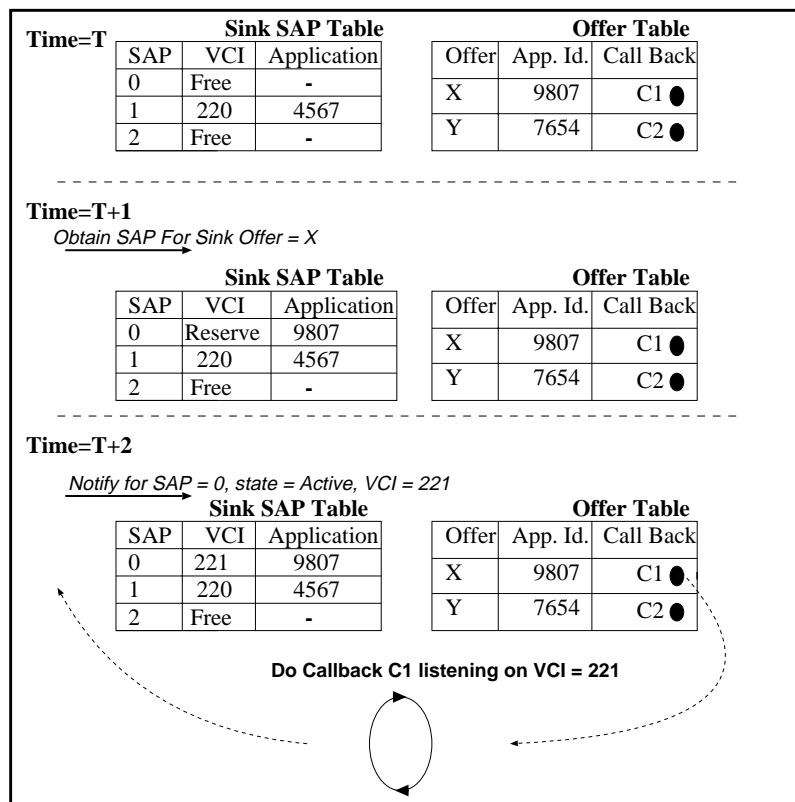 Time=T
Sink SAP Table
Offer Table
SAP VCI Application
0 Free -
1 220 4567
2 Free -
Offer App. Id. Call Back
X 9807 C1
Y 7654 C2
Time=T+1
Obtain SAP For Sink Offer = X
Sink SAP Table
Offer Table
SAP VCI Application
0 Reserve 9807
1 220 4567
2 Free -
Offer App. Id. Call Back
X 9807 C1
Y 7654 C2
Time=T+2
Notify for SAP = 0, state = Active, VCI = 221
Sink SAP Table
Offer Table
SAP VCI Application
0 221 9807
1 220 4567
2 Free -
Offer App. Id. Call Back
X 9807 C1
Y 7654 C2
Do Callback C1 listening on VCI = 221